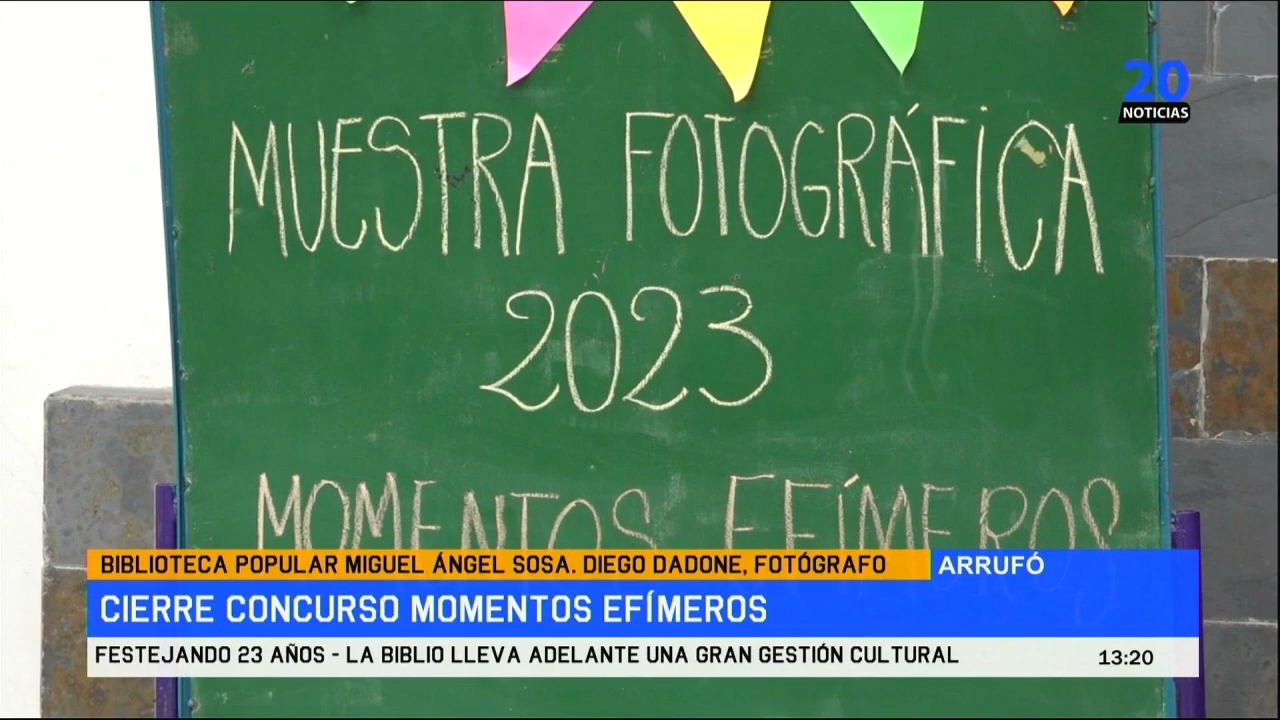 20
NOTICIAS
MUESTRA FOTOGRÁFICA
2023
MOMENTOS EFÍMEROS
BIBLIOTECA POPULAR MIGUEL ÁNGEL SOSA. DIEGO DADONE, FOTÓGRAFO
ARRUFÓ
CIERRE CONCURSO MOMENTOS EFÍMEROS
FESTEJANDO 23 AÑOS - LA BIBLIO LLEVA ADELANTE UNA GRAN GESTIÓN CULTURAL
13:20